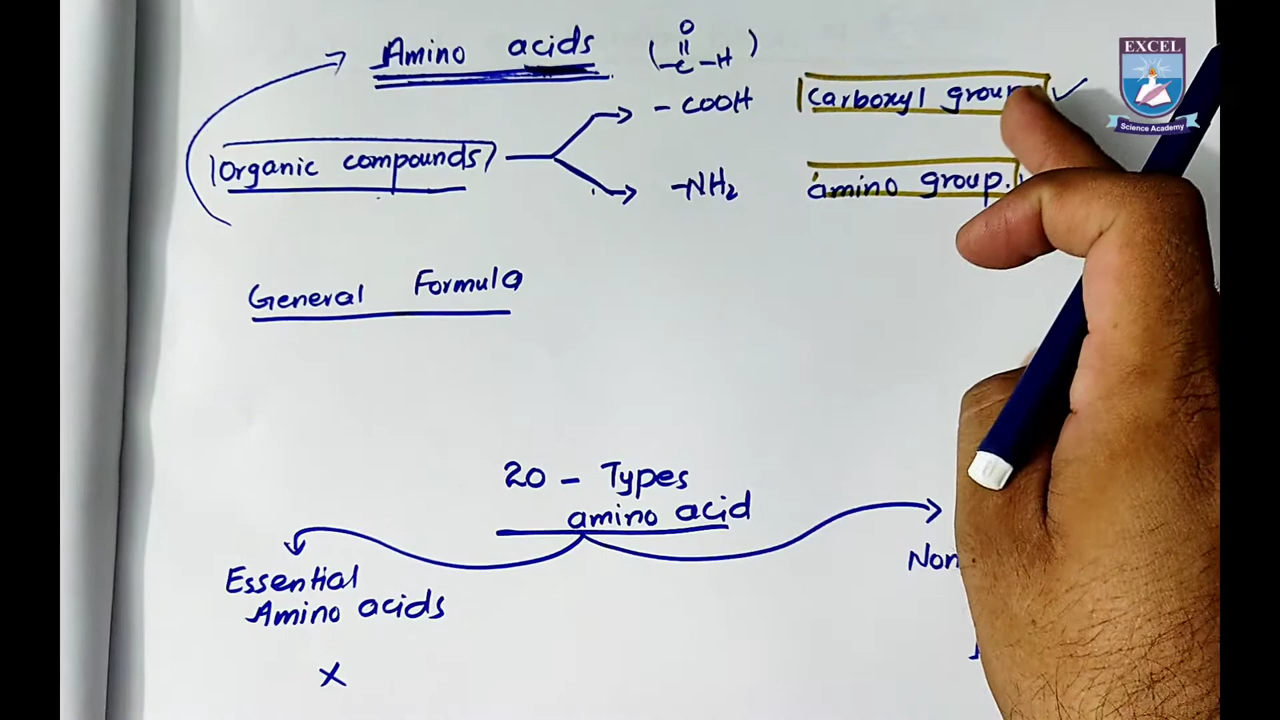 Amino acids ( O
-C-H )
-COOH carboxyl group
Organic compounds
-NH2 amino group.
General Formula
20 - Types
amino acid
Essential
Amino acids
Non
X
EXCEL
Science Academy